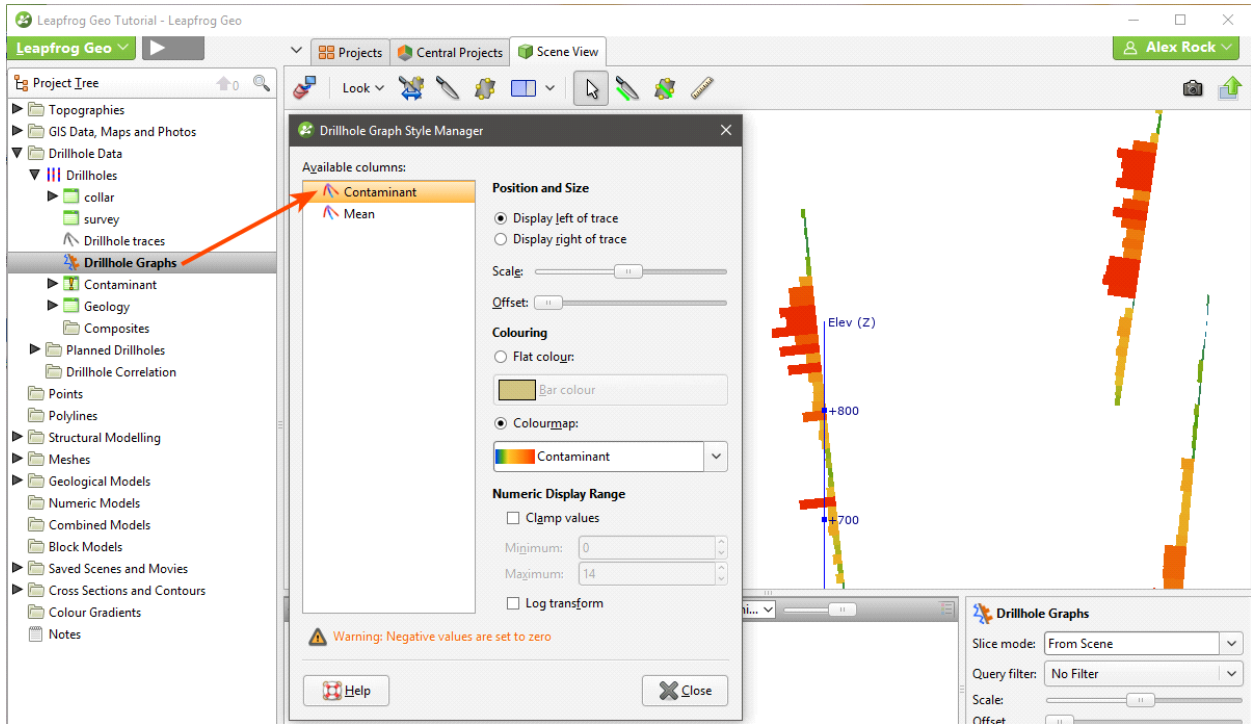 Leapfrog Geo Tutorial - Leapfrog Geo
Leapfrog Geo
Projects
Central Projects
Scene View
Alex Rock
Project Tree
0
Look
Topographies
GIS Data, Maps and Photos
Drillhole Data
Drillholes
collar
survey
Drillhole traces
Drillhole Graphs
Contaminant
Geology
Composites
Planned Drillholes
Drillhole Correlation
Points
Polylines
Structural Modelling
Meshes
Geological Models
Numeric Models
Combined Models
Block Models
Saved Scenes and Movies
Cross Sections and Contours
Colour Gradients
Notes
Drillhole Graph Style Manager
Available columns:
Contaminant
Mean
Position and Size
Display left of trace
Display right of trace
Scale:
Offset:
Colouring
Flat colour:
Bar colour
Colourmap:
Contaminant
Numeric Display Range
Clamp values
Minimum: 0
Maximum: 14
Log transform
Warning: Negative values are set to zero
Help
Close
Elev (Z)
+800
+700
Drillhole Graphs
Slice mode: From Scene
Query filter: No Filter
Scale:
Offset